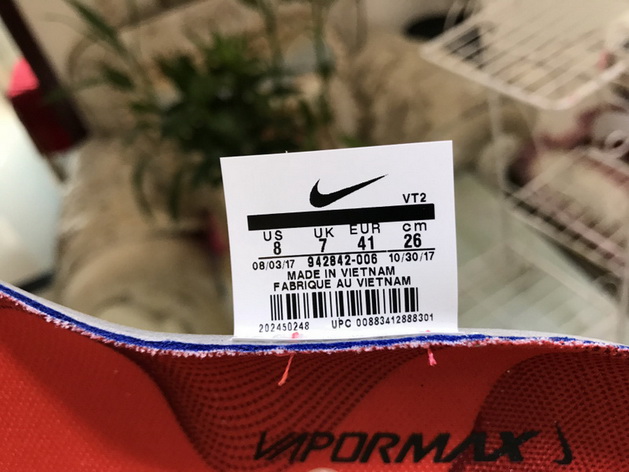 VT2
US UK EUR cm
8 7 41 26
08/03/17 942842-006 10/30/17
MADE IN VIETNAM
FABRIQUE AU VIETNAM
202450248 UPC 00883412888301
VAPORMAX